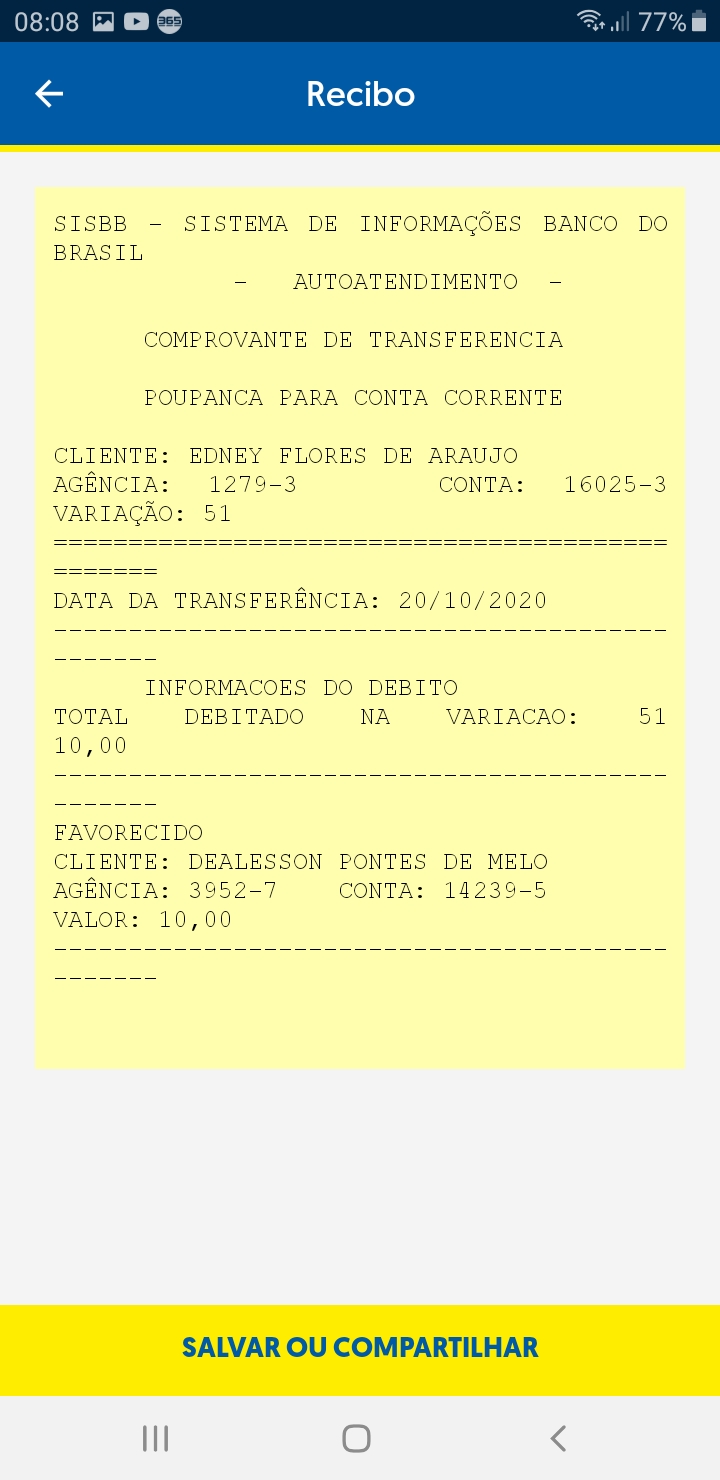 08:08 365 77%
Recibo
SISBB - SISTEMA DE INFORMAÇÕES BANCO DO
BRASIL
- AUTOATENDIMENTO -
COMPROVANTE DE TRANSFERENCIA
POUPANCA PARA CONTA CORRENTE
CLIENTE: EDNEY FLORES DE ARAUJO
AGÊNCIA: 1279-3 CONTA: 16025-3
VARIAÇÃO: 51
=========================================
=======
DATA DA TRANSFERÊNCIA: 20/10/2020
-----------------------------------------
-------
INFORMACOES DO DEBITO
TOTAL DEBITADO NA VARIACAO: 51
10,00
-----------------------------------------
-------
FAVORECIDO
CLIENTE: DEALESSON PONTES DE MELO
AGÊNCIA: 3952-7 CONTA: 14239-5
VALOR: 10,00
-----------------------------------------
-------
SALVAR OU COMPARTILHAR